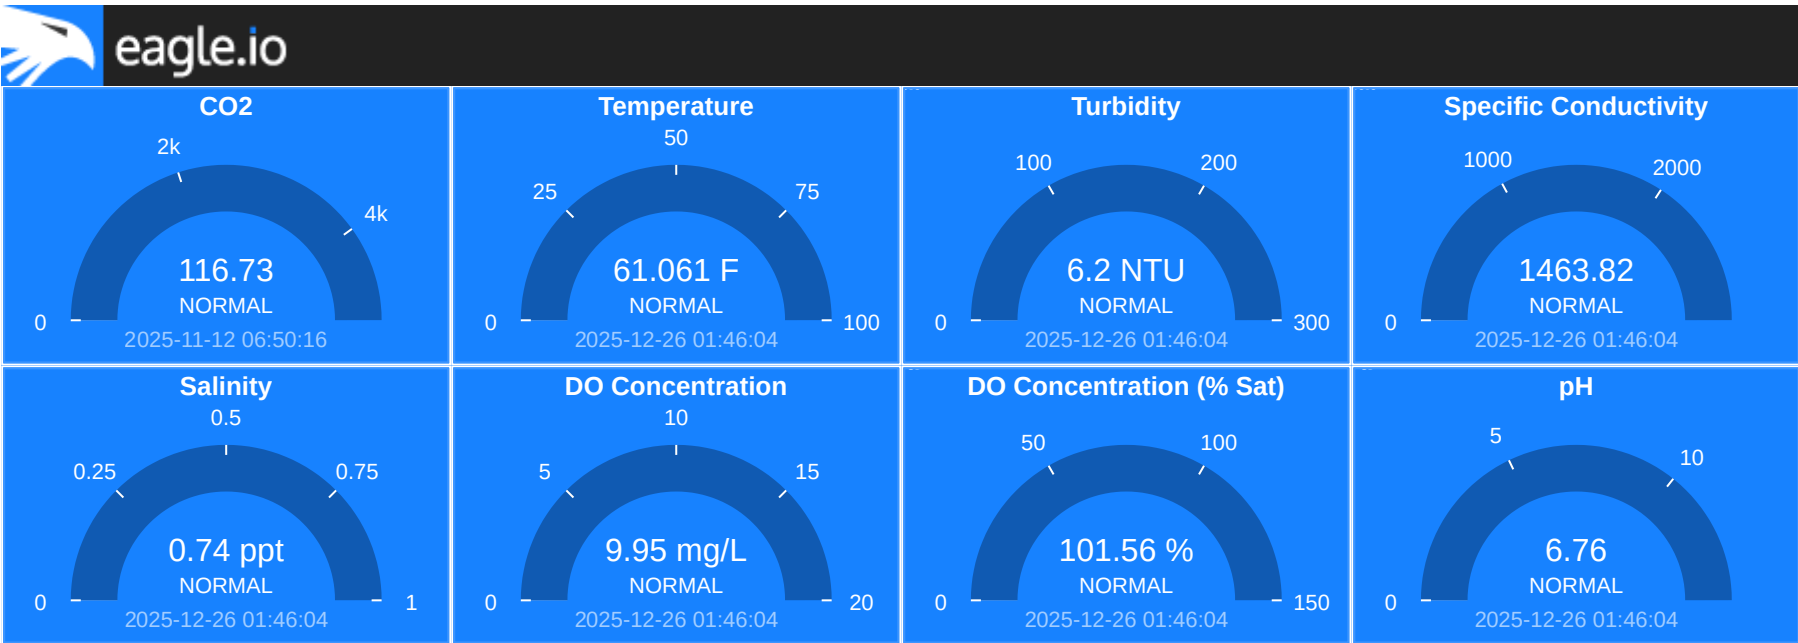 eagle.io
CO2
2k
4k
0
116.73
NORMAL
2025-11-12 06:50:16
Temperature
50
25
75
0
100
61.061 F
NORMAL
2025-12-26 01:46:04
Turbidity
100
200
0
300
6.2 NTU
NORMAL
2025-12-26 01:46:04
Specific Conductivity
1000
2000
0
1463.82
NORMAL
2025-12-26 01:46:04
Salinity
0.5
0.25
0.75
0
1
0.74 ppt
NORMAL
2025-12-26 01:46:04
DO Concentration
10
5
15
0
20
9.95 mg/L
NORMAL
2025-12-26 01:46:04
DO Concentration (% Sat)
50
100
0
150
101.56 %
NORMAL
2025-12-26 01:46:04
pH
5
10
0
6.76
NORMAL
2025-12-26 01:46:04